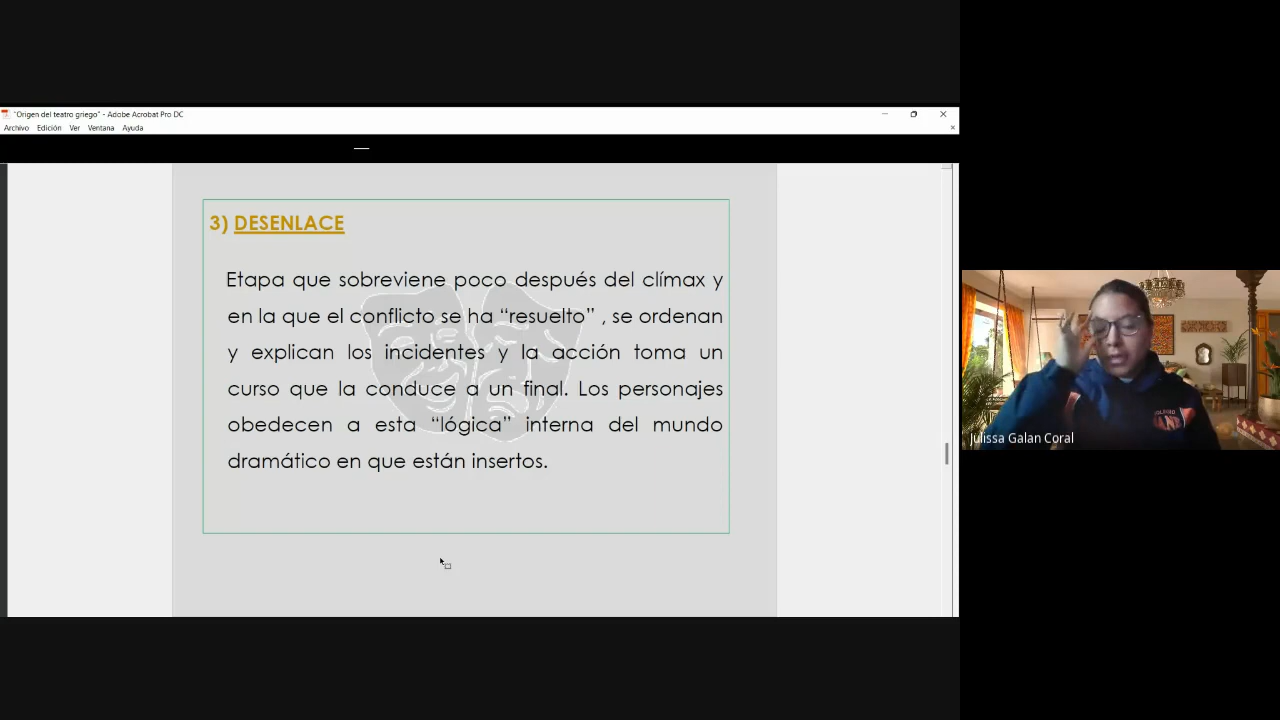 "Origen del teatro griego" - Adobe Acrobat Pro DC
Archivo Edición Ver Ventana Ayuda
3) DESENLACE
Etapa que sobreviene poco después del clímax y
en la que el conflicto se ha “resuelto” , se ordenan
y explican los incidentes y la acción toma un
curso que la conduce a un final. Los personajes
obedecen a esta “lógica” interna del mundo
dramático en que están insertos.
Julissa Galan Coral